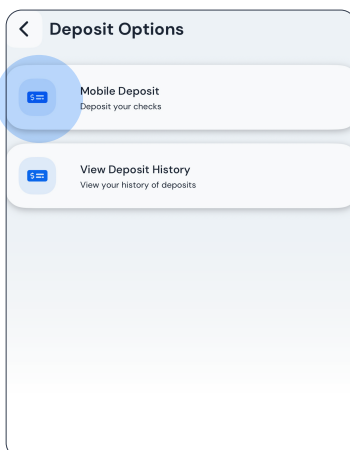 Deposit Options
Mobile Deposit
Deposit your checks
View Deposit History
View your history of deposits